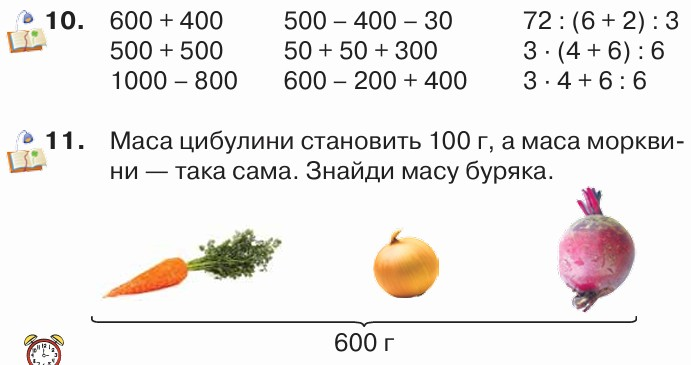 10. 600 + 400 500 – 400 – 30 72 : (6 + 2) : 3
500 + 500 50 + 50 + 300 3 · (4 + 6) : 6
1000 – 800 600 – 200 + 400 3 · 4 + 6 : 6
11. Маса цибулини становить 100 г, а маса моркви-
ни — така сама. Знайди масу буряка.
600 г